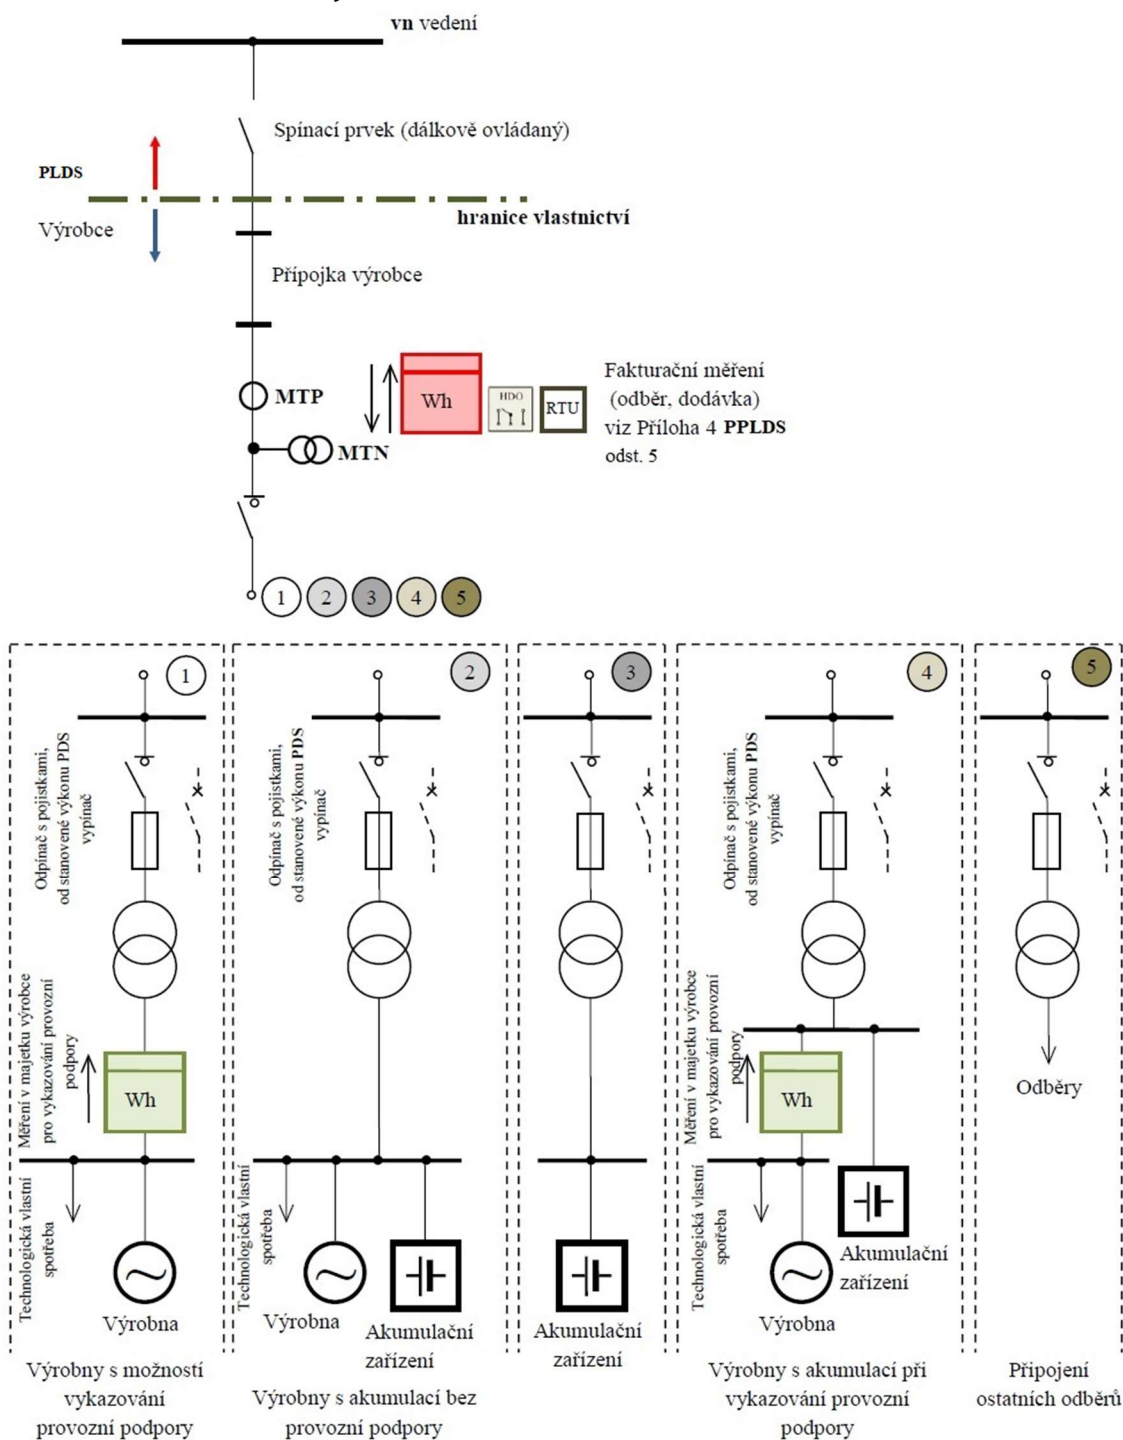 vn vedení
Spínací prvek (dálkově ovládaný)
PLDS
hranice vlastnictví
Výrobce
Přípojka výrobce
MTP
MTN
Wh
HDO
RTU
Fakturační měření
(odběr, dodávka)
viz Příloha 4 PPLDS
odst. 5
1
2
3
4
5
1
Odpínač s pojistkami,
od stanovené výkonu PDS
vypínač
Měření v majetku výrobce
pro vykazování provozní
podpory
Wh
Technologická vlastní
spotřeba
Výrobna
Výrobny s možností
vykazování
provozní podpory
2
Odpínač s pojistkami,
od stanovené výkonu PDS
vypínač
Technologická vlastní
spotřeba
Výrobna
Akumulační
zařízení
Výrobny s akumulací bez
provozní podpory
3
Akumulační
zařízení
4
Odpínač s pojistkami,
od stanovené výkonu PDS
vypínač
Měření v majetku výrobce
pro vykazování provozní
podpory
Wh
Technologická vlastní
spotřeba
Výrobna
Akumulační
zařízení
Výrobny s akumulací při
vykazování provozní
podpory
5
Odběry
Připojení
ostatních odběrů